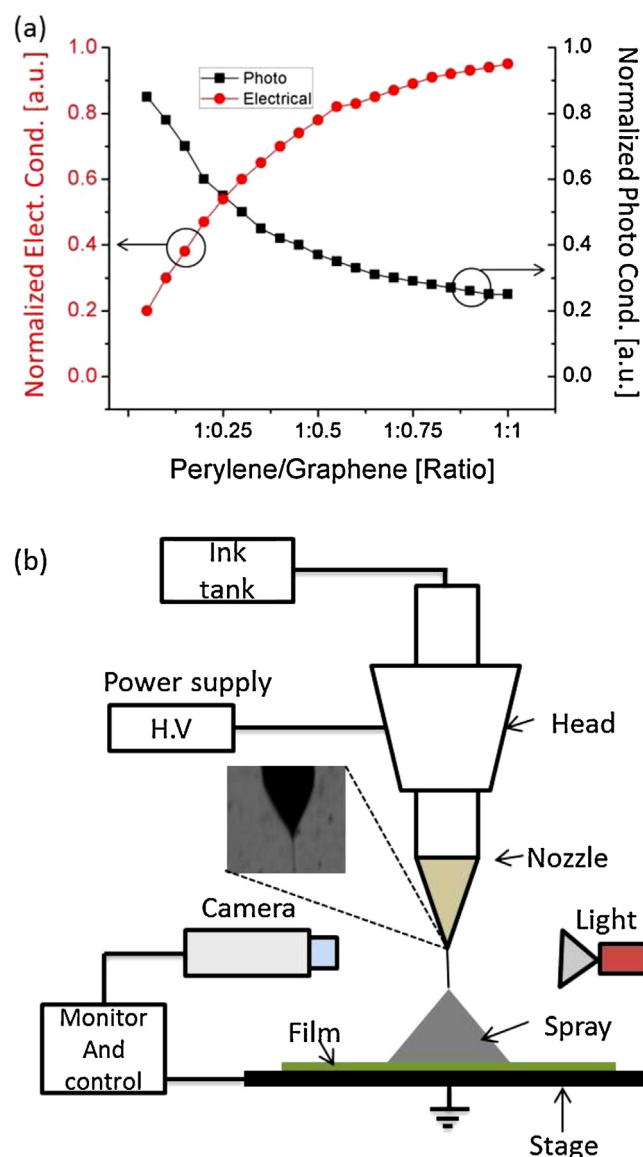 (a)
Normalized Elect. Cond. [a.u.]
1.0
0.8
0.6
0.4
0.2
0.0
Photo
Electrical
1.0
0.8
0.6
0.4
0.2
0.0
Normalized Photo Cond. [a.u.]
1:0.25
1:0.5
1:0.75
1:1
Perylene/Graphene [Ratio]
(b)
Ink
tank
Power supply
H.V
Head
Nozzle
Camera
Light
Monitor
And
control
Film
Spray
Stage